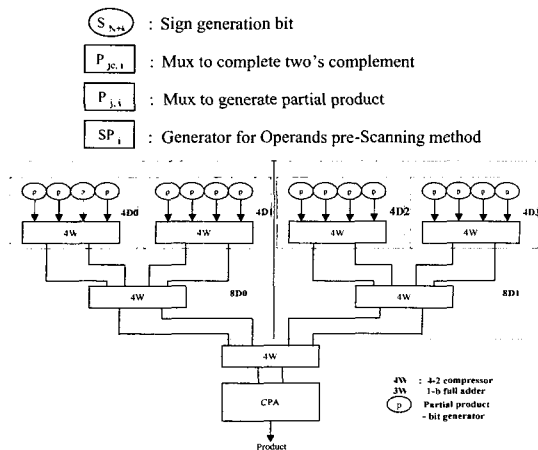 S N+4 : Sign generation bit
P jc, i : Mux to complete two's complement
P j, i : Mux to generate partial product
SP i : Generator for Operands pre-Scanning method
p p p p p p p p p p p p p p p p
4D0 4D1 4D2 4D3
4W 4W 4W 4W
4W 8D0 4W 8D1
4W
CPA
Product
4W : 4-2 compressor
3W 1-b full adder
p Partial product
- bit generator